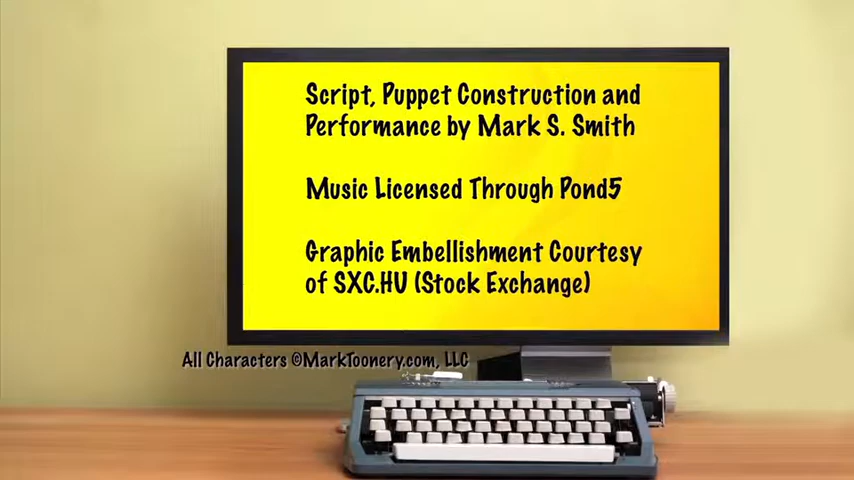 Script, Puppet Construction and
Performance by Mark S. Smith
Music Licensed Through Pond5
Graphic Embellishment Courtesy
of SXC.HU (Stock Exchange)
All Characters ©MarkToonery.com, LLC